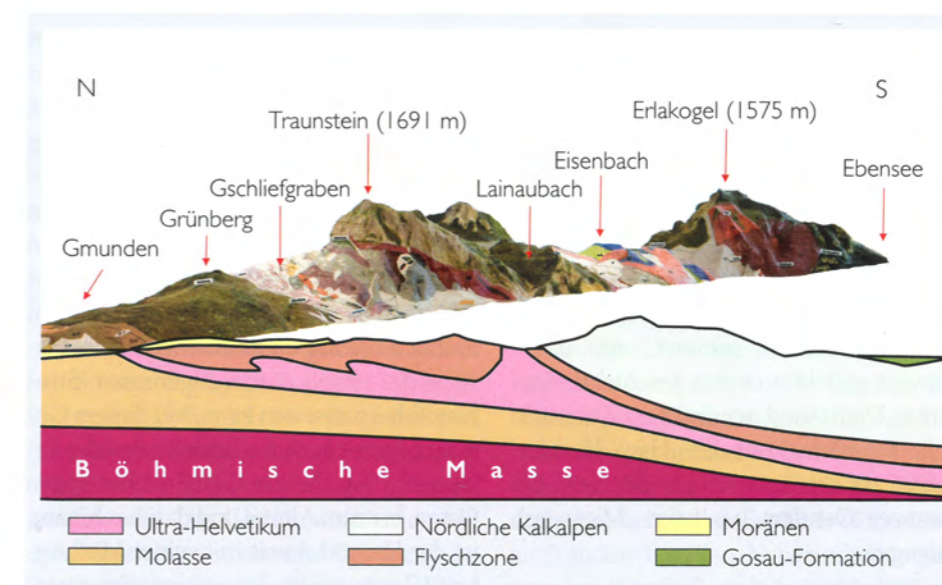 N
S
Traunstein (1691 m)
Erlakogel (1575 m)
Eisenbach
Ebensee
Gschliefgraben
Lainaubach
Grünberg
Gmunden
Böhmische Masse
Ultra-Helvetikum
Nördliche Kalkalpen
Moränen
Molasse
Flyschzone
Gosau-Formation